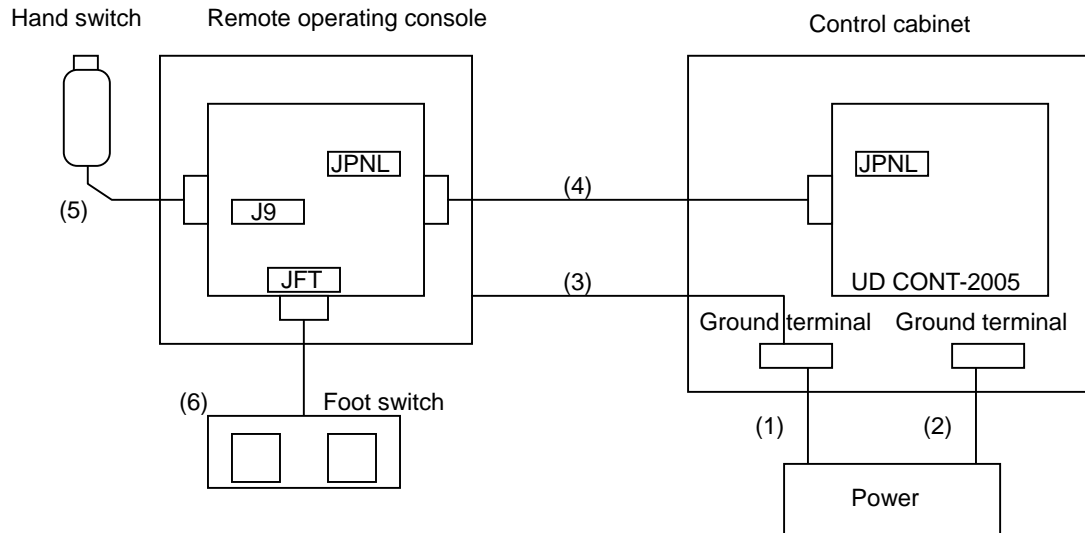 Hand switch
Remote operating console
Control cabinet
JPNL
JPNL
(4)
(5)
J9
JFT
(3)
UD CONT-2005
Ground terminal
Ground terminal
(6)
Foot switch
(1)
(2)
Power